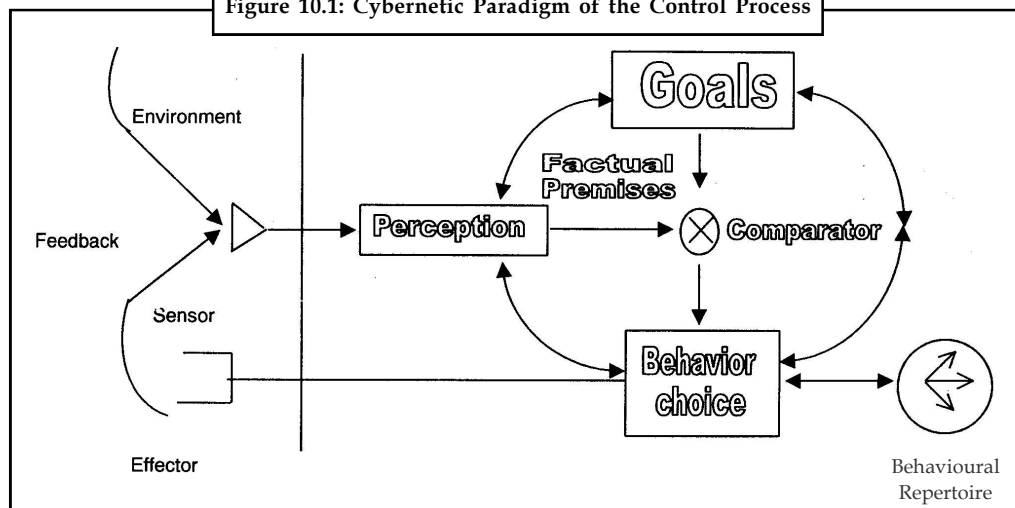 Figure 10.1: Cybernetic Paradigm of the Control Process
Goals
Environment
Factual
Premises
Perception
Comparator
Feedback
Sensor
Behavior
choice
Effector
Behavioural
Repertoire